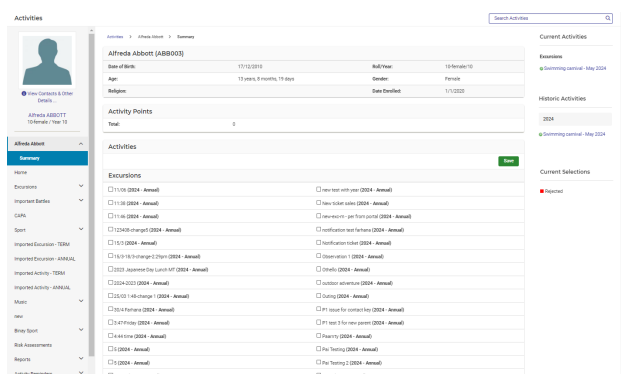 Activities
Search Activities
View Contacts & Other
Details...
Alfreda ABBOTT
10-female / Year 10
Alfreda Abbott
Summary
Home
Excursions
Important Battles
CAPA
Sport
Imported Excursion - TERM
Imported Excursion - ANNUAL
Imported Activity - TERM
Imported Activity - ANNUAL
Music
new
Binay Sport
Risk Assessments
Reports
Activity Reminders
Activities > Alfreda Abbott > Summary
Alfreda Abbott (ABB003)
Date of Birth: 17/12/2010 Roll/Year: 10-female/10
Age: 13 years, 8 months, 19 days Gender: Female
Religion: Date Enrolled: 1/1/2020
Activity Points
Total: 0
Activities
Save
Excursions
11/06 (2024 - Annual) new test with year (2024 - Annual)
11:38 (2024 - Annual) New ticket sales (2024 - Annual)
11:46 (2024 - Annual) new-excrn - per from portal (2024 - Annual)
123408-change5 (2024 - Annual) notification test farhana (2024 - Annual)
15/3 (2024 - Annual) Notification ticket (2024 - Annual)
15/3-18/3-change-2:29pm (2024 - Annual) Observation 1 (2024 - Annual)
2023 Japanese Day Lunch MT (2024 - Annual) Othello (2024 - Annual)
2024-2023 (2024 - Annual) outdoor adventure (2024 - Annual)
25/03 1:48-change 1 (2024 - Annual) Outing (2024 - Annual)
30/4 Farhana (2024 - Annual) P1 issue for contact key (2024 - Annual)
3:47-Friday (2024 - Annual) P1 test 3 for new parent (2024 - Annual)
4:44 time (2024 - Annual) Paarrrty (2024 - Annual)
5 (2024 - Annual) Pai Testing (2024 - Annual)
5 (2024 - Annual) Pai Testing 2 (2024 - Annual)
Current Activities
Excursions
Swimming carnival - May 2024
Historic Activities
2024
Swimming carnival - May 2024
Current Selections
Rejected